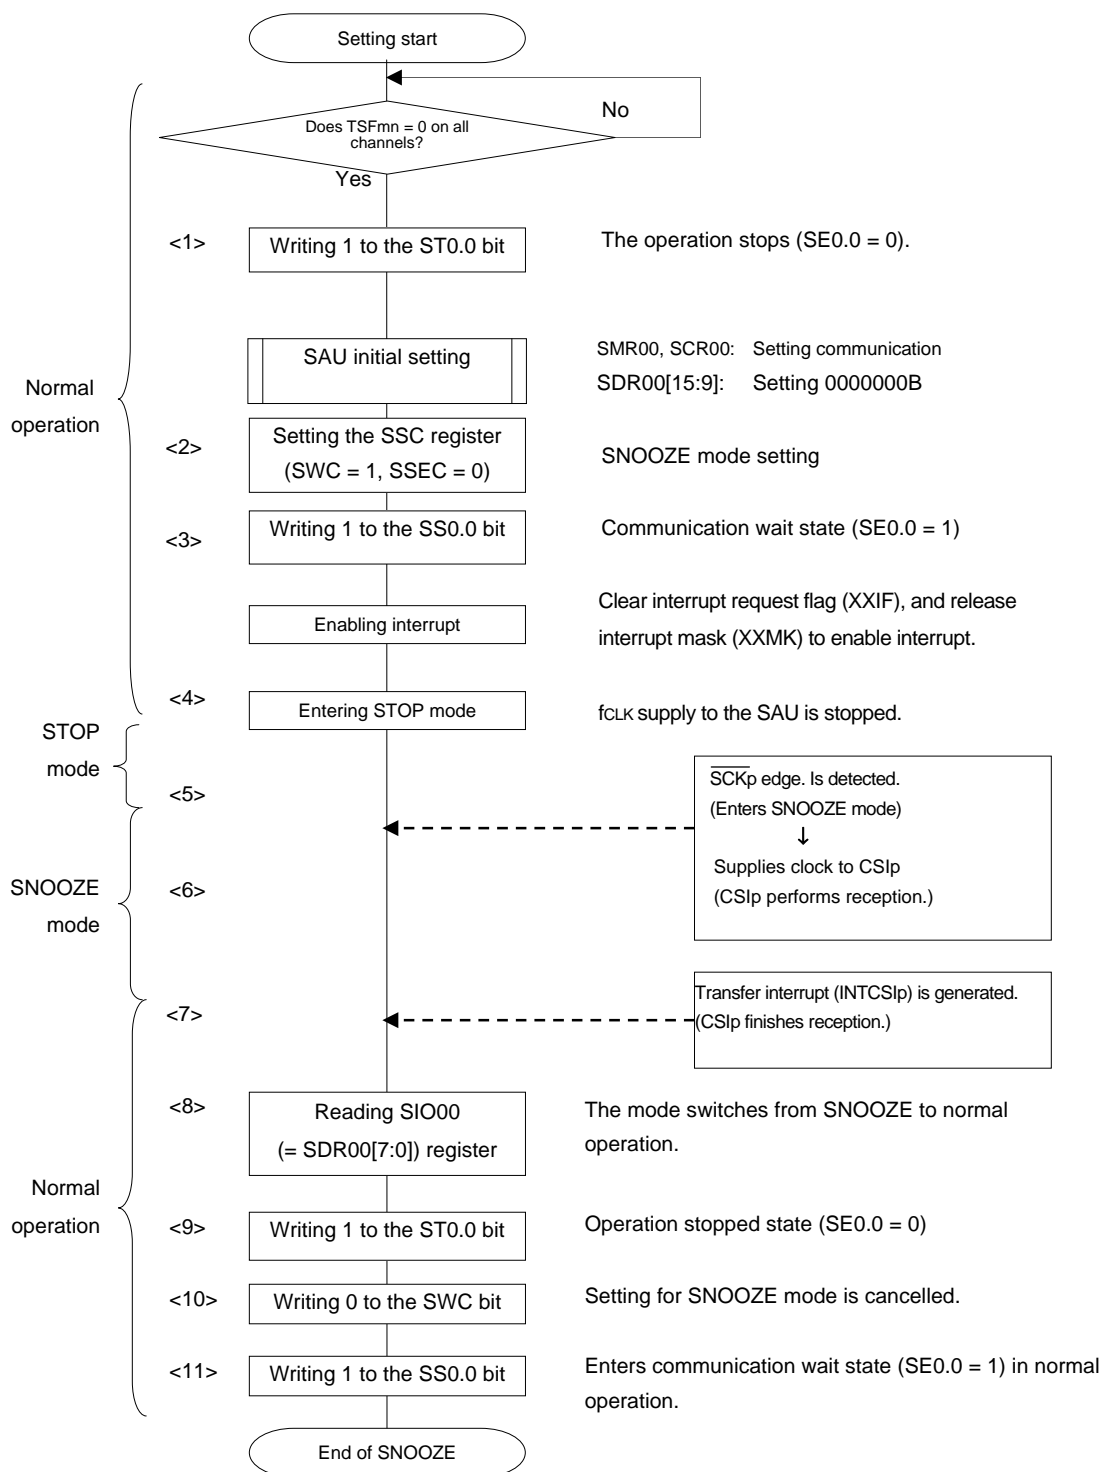 Setting start
No
Does TSFmn = 0 on all
channels?
Yes
<1>
Writing 1 to the ST0.0 bit
The operation stops (SE0.0 = 0).
SAU initial setting
SMR00, SCR00: Setting communication
SDR00[15:9]: Setting 0000000B
Normal
operation
<2>
Setting the SSC register
(SWC = 1, SSEC = 0)
SNOOZE mode setting
<3>
Writing 1 to the SS0.0 bit
Communication wait state (SE0.0 = 1)
Enabling interrupt
Clear interrupt request flag (XXIF), and release
interrupt mask (XXMK) to enable interrupt.
<4>
Entering STOP mode
fCLK supply to the SAU is stopped.
STOP
mode
<5>
SCKp edge. Is detected.
(Enters SNOOZE mode)
↓
Supplies clock to CSIp
(CSIp performs reception.)
SNOOZE
mode
<6>
<7>
Transfer interrupt (INTCSIp) is generated.
(CSIp finishes reception.)
<8>
Reading SIO00
(= SDR00[7:0]) register
The mode switches from SNOOZE to normal
operation.
Normal
operation
<9>
Writing 1 to the ST0.0 bit
Operation stopped state (SE0.0 = 0)
<10>
Writing 0 to the SWC bit
Setting for SNOOZE mode is cancelled.
<11>
Writing 1 to the SS0.0 bit
Enters communication wait state (SE0.0 = 1) in normal
operation.
End of SNOOZE